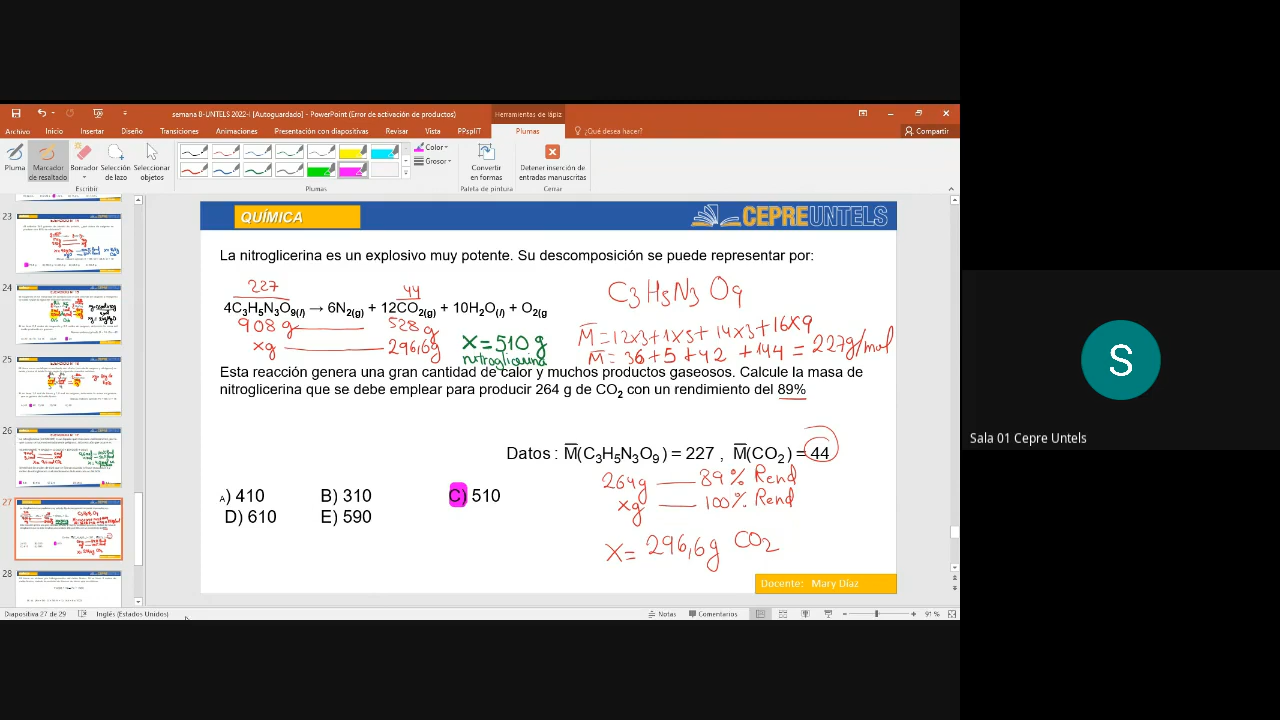 semana 8-UNTELS 2022-I [Autoguardado] - PowerPoint (Error de activación de productos)
Herramientas de lápiz
Archivo Inicio Insertar Diseño Transiciones Animaciones Presentación con diapositivas Revisar Vista PPspliT Plumas ¿Qué desea hacer? Compartir
Pluma Marcador de resaltado Borrador Selección de lazo Seleccionar objetos Color Grosor Convertir en formas Detener inserción de entradas manuscritas
Escribir Plumas Paleta de pintura Cerrar
23
24
25
26
27
28
QUÍMICA
CEPREUNTELS
La nitroglicerina es un explosivo muy potente. Su descomposición se puede representar por:
227 44 C3H5N3O9
4C₃H₅N₃O₉(l) → 6N₂(g) + 12CO₂(g) + 10H₂O(l) + O₂(g
908 g 528 g
xg 296,6g
X=510 g
nitroglicerina
M̅=12x3+1x5+14x3+16x9
M̅=36+5+42+144=227g/mol
Esta reacción produce una gran cantidad de calor y muchos productos gaseosos. Calcule la masa de
nitroglicerina que se debe emplear para producir 264 g de CO₂ con un rendimiento del 89%
Datos : M̅(C₃H₅N₃O₉) = 227 , M̅(CO₂) = 44
264g 89% Rend
xg 100% Rend
X= 296,6g CO2
A) 410 B) 310 C) 510
D) 610 E) 590
Docente: Mary Díaz
Diapositiva 27 de 29 Inglés (Estados Unidos) Notas Comentarios 91 %
S
Sala 01 Cepre Untels